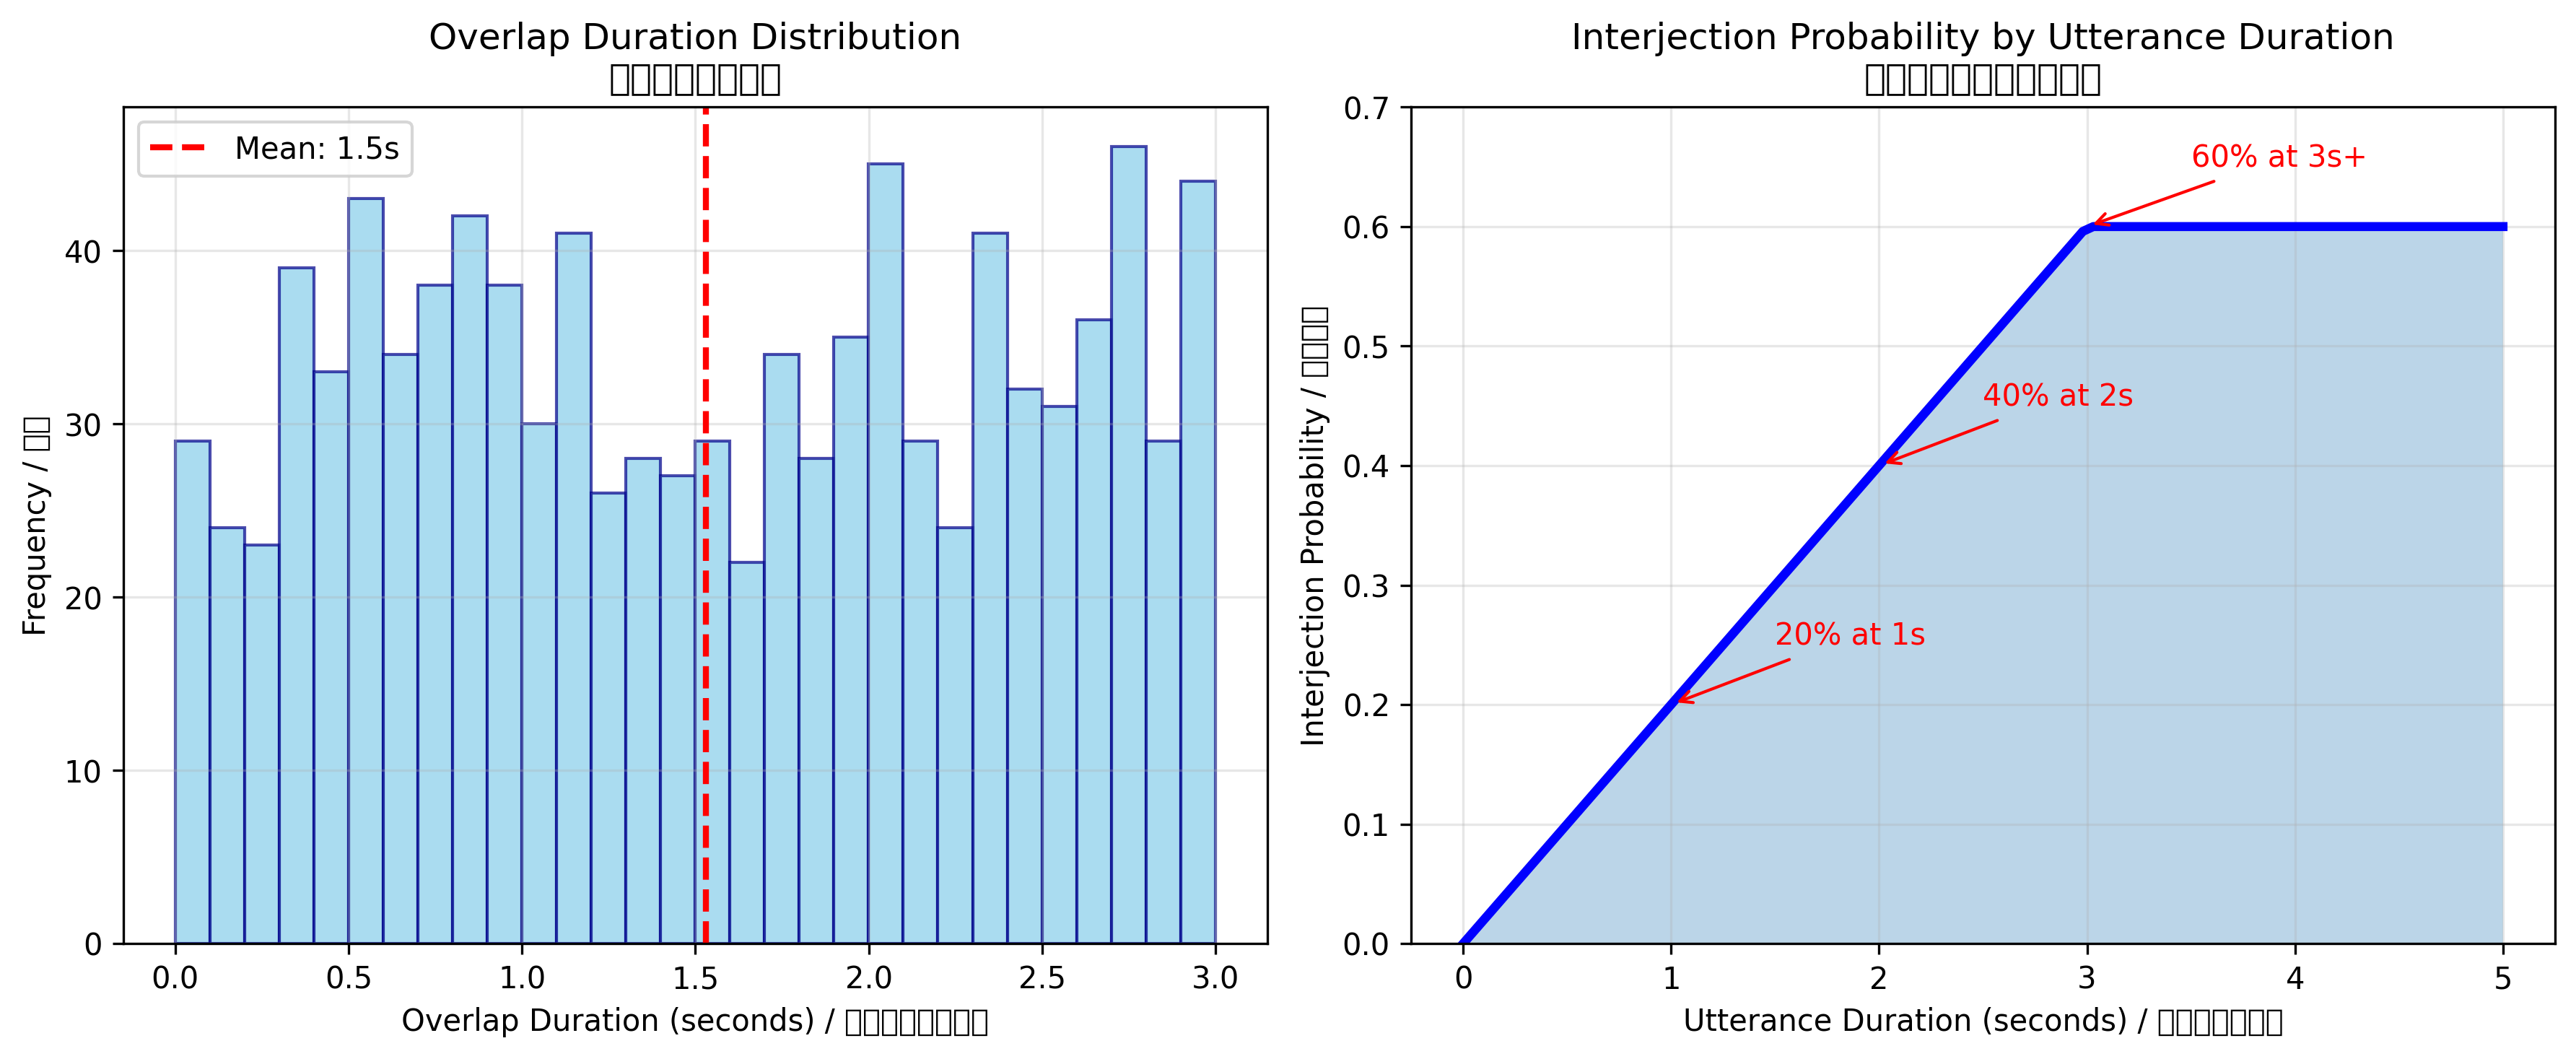 Overlap Duration Distribution
Mean: 1.5s
Frequency /
40
30
20
10
0
0.0 0.5 1.0 1.5 2.0 2.5 3.0
Overlap Duration (seconds) /
Interjection Probability by Utterance Duration
Interjection Probability /
0.7
0.6
0.5
0.4
0.3
0.2
0.1
0.0
60% at 3s+
40% at 2s
20% at 1s
0 1 2 3 4 5
Utterance Duration (seconds) /